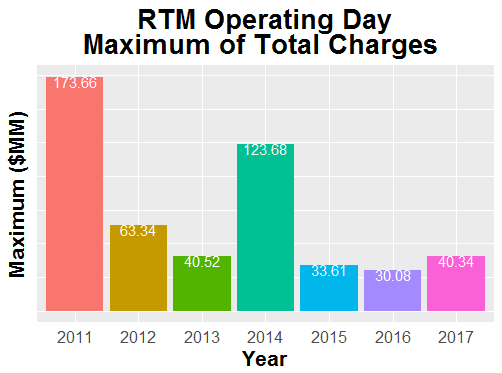 RTM Operating Day
Maximum of Total Charges
Maximum ($MM)
173.66
63.34
40.52
123.68
33.61
30.08
40.34
2011 2012 2013 2014 2015 2016 2017
Year